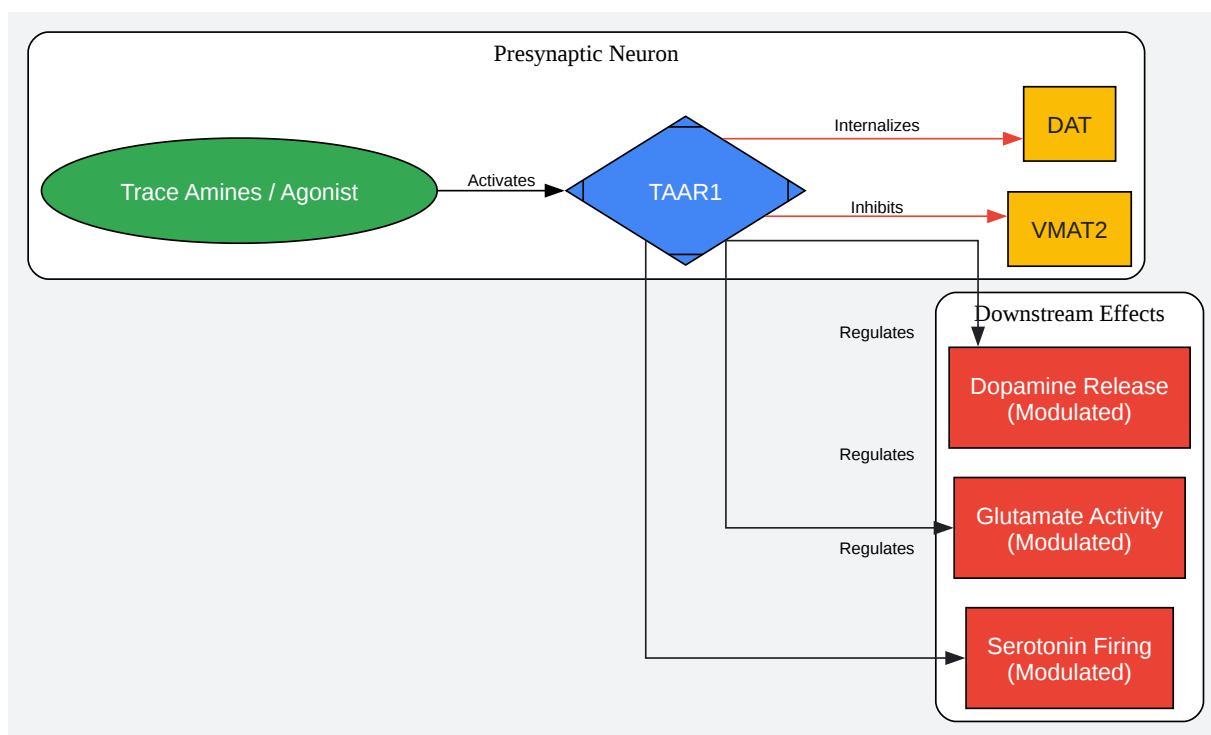 Presynaptic Neuron
Trace Amines / Agonist
Activates
TAAR1
Internalizes
DAT
Inhibits
VMAT2
Downstream Effects
Regulates
Dopamine Release
(Modulated)
Regulates
Glutamate Activity
(Modulated)
Regulates
Serotonin Firing
(Modulated)